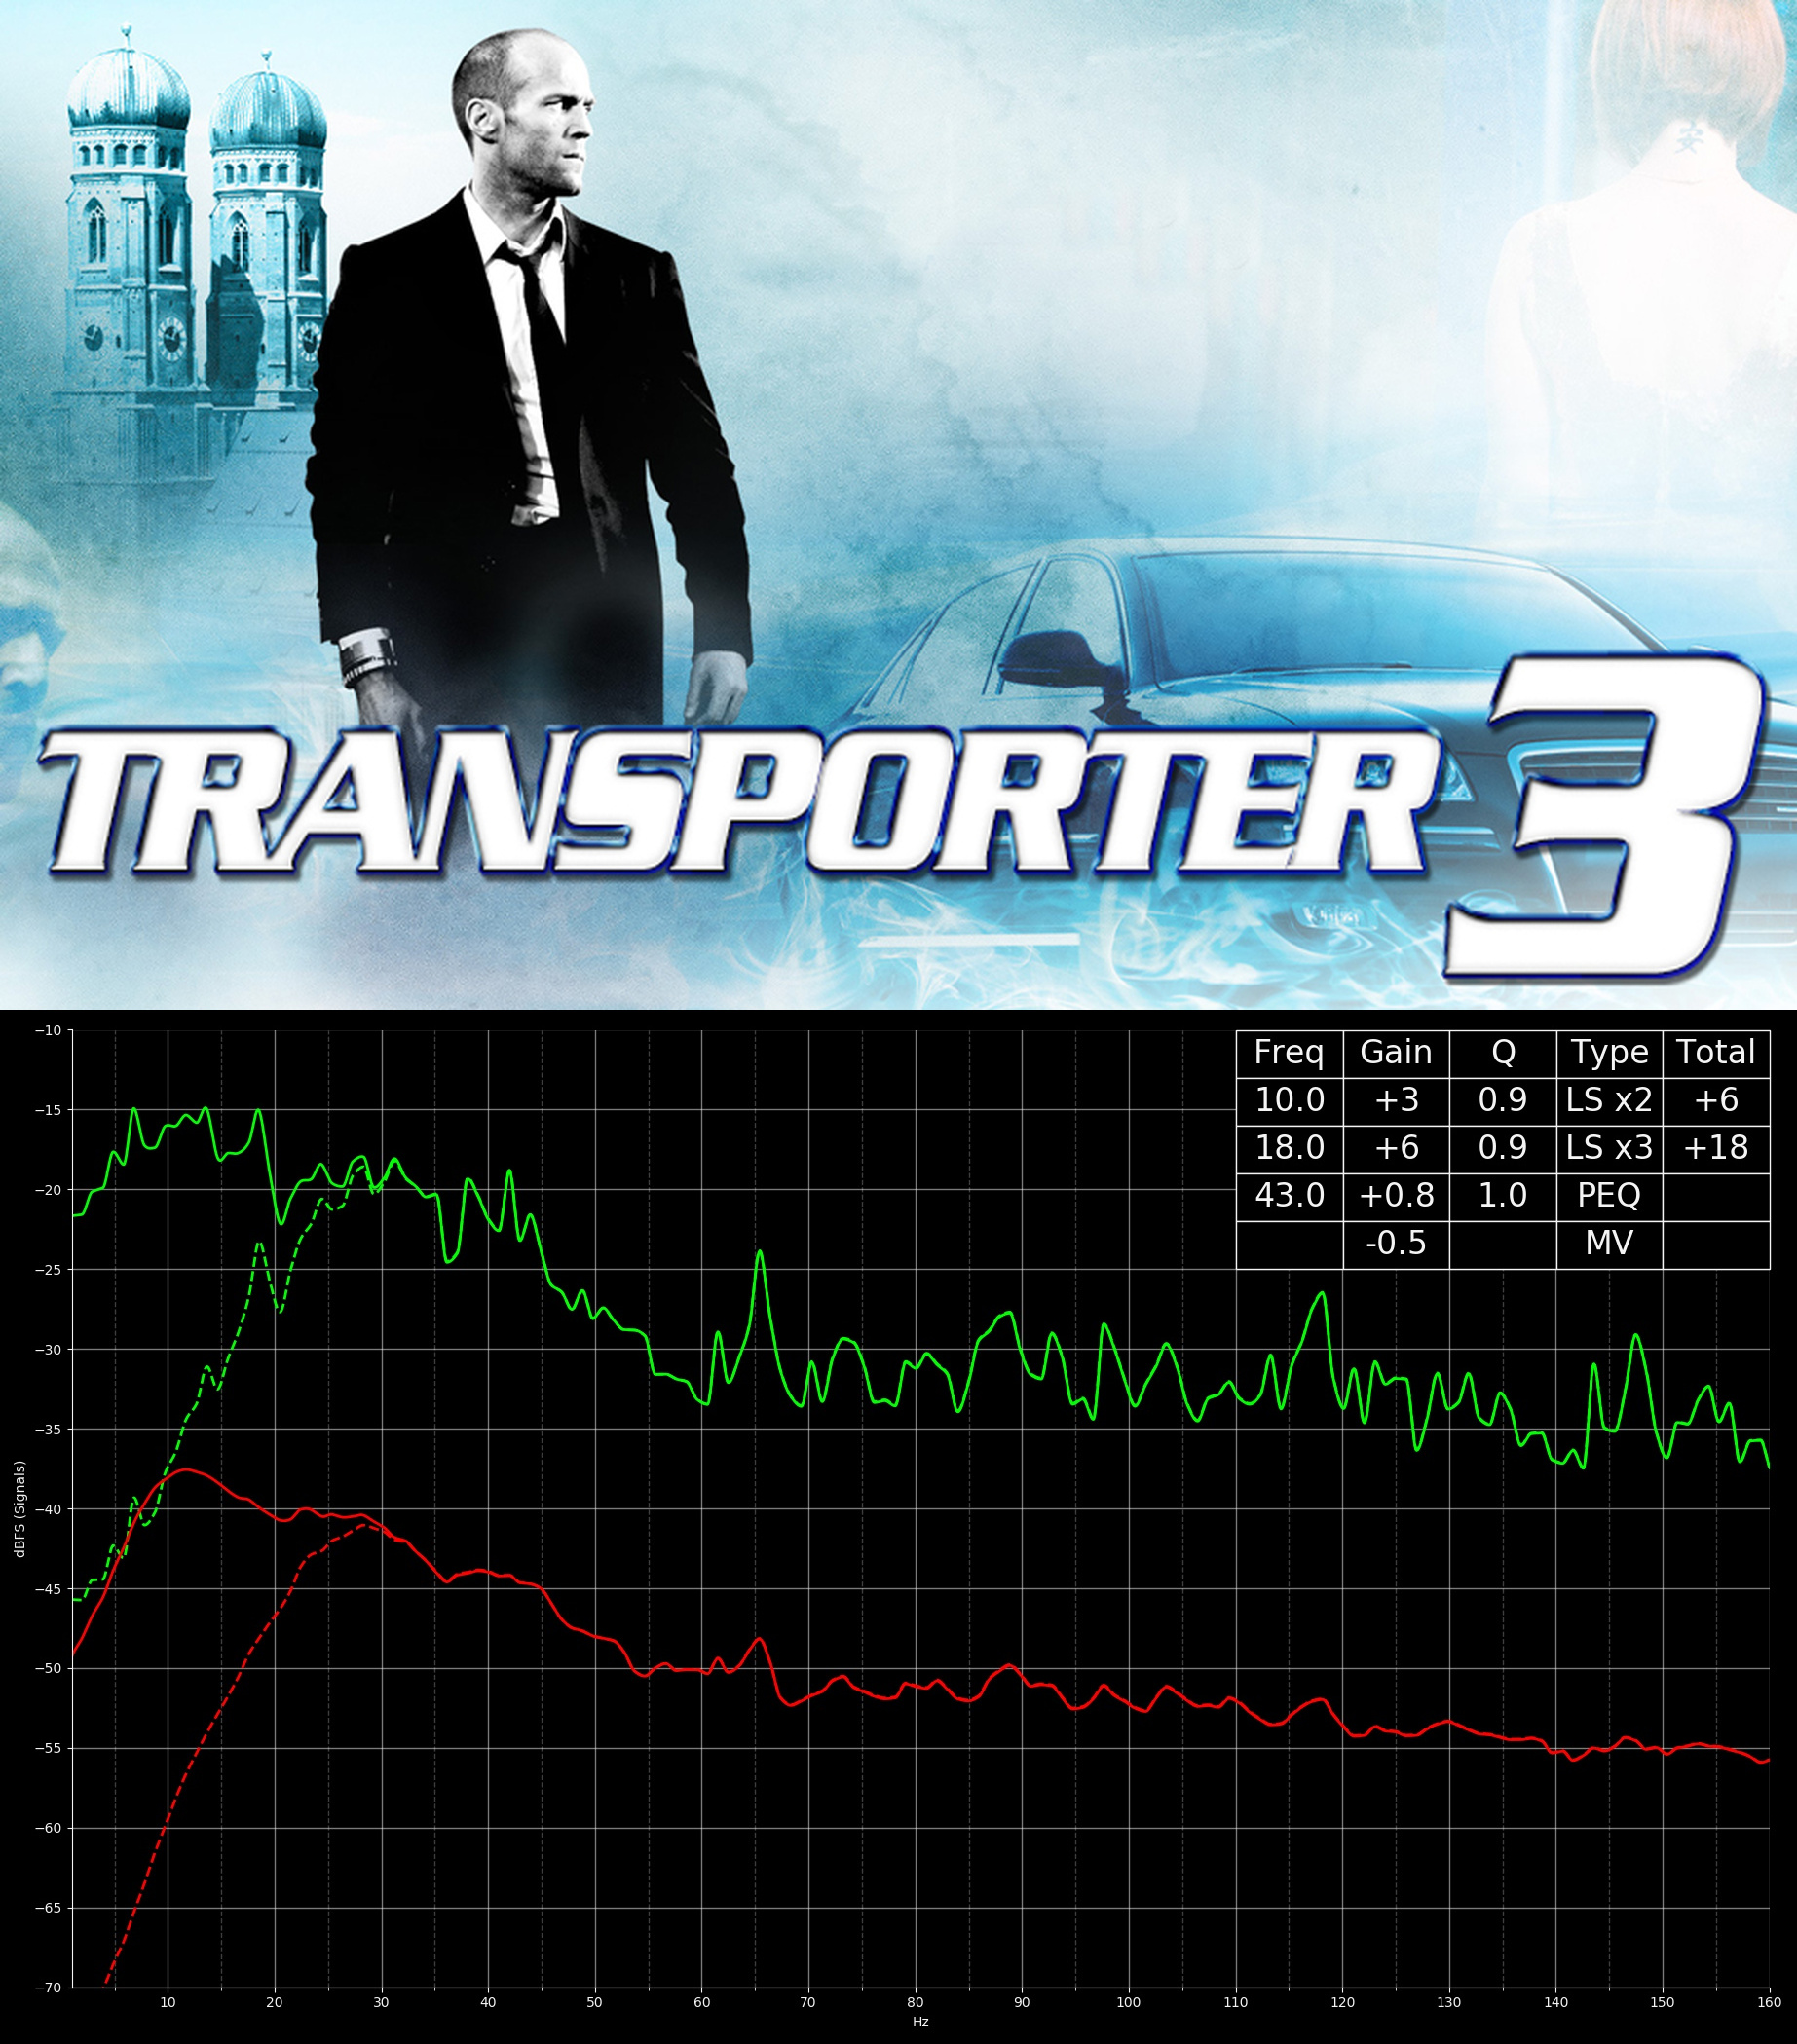 安
TRANSPORTER 3
Freq Gain Q Type Total
10.0 +3 0.9 LS x2 +6
18.0 +6 0.9 LS x3 +18
43.0 +0.8 1.0 PEQ
-0.5 MV
−10
−15
−20
−25
−30
−35
−40
−45
−50
−55
−60
−65
−70
dBFS (Signals)
10 20 30 40 50 60 70 80 90 100 110 120 130 140 150 160
Hz